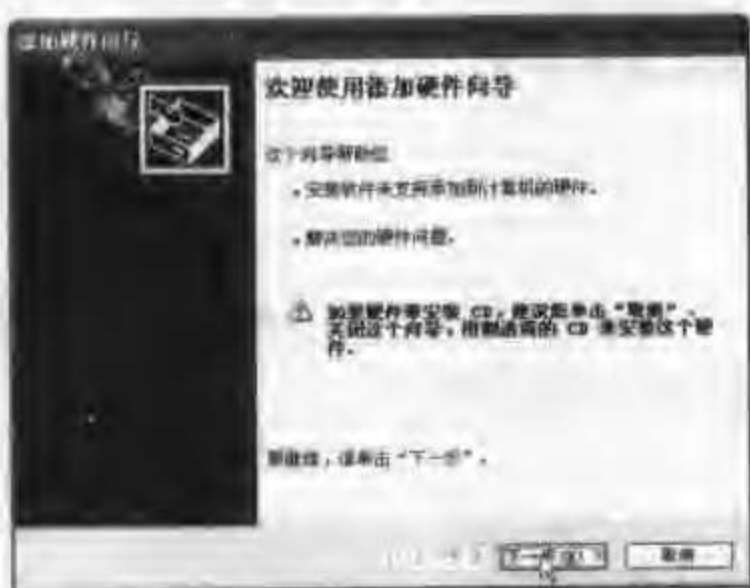 添加硬件向导
欢迎使用添加硬件向导
这个向导帮助您:
•安装软件来支持添加到计算机的硬件。
•解决您的硬件问题。
如果硬件带安装 CD，建议您单击“取消”，
关闭这个向导，用制造商的 CD 来安装这个硬
件。
要继续，请单击“下一步”。
下一步(N) >
取消